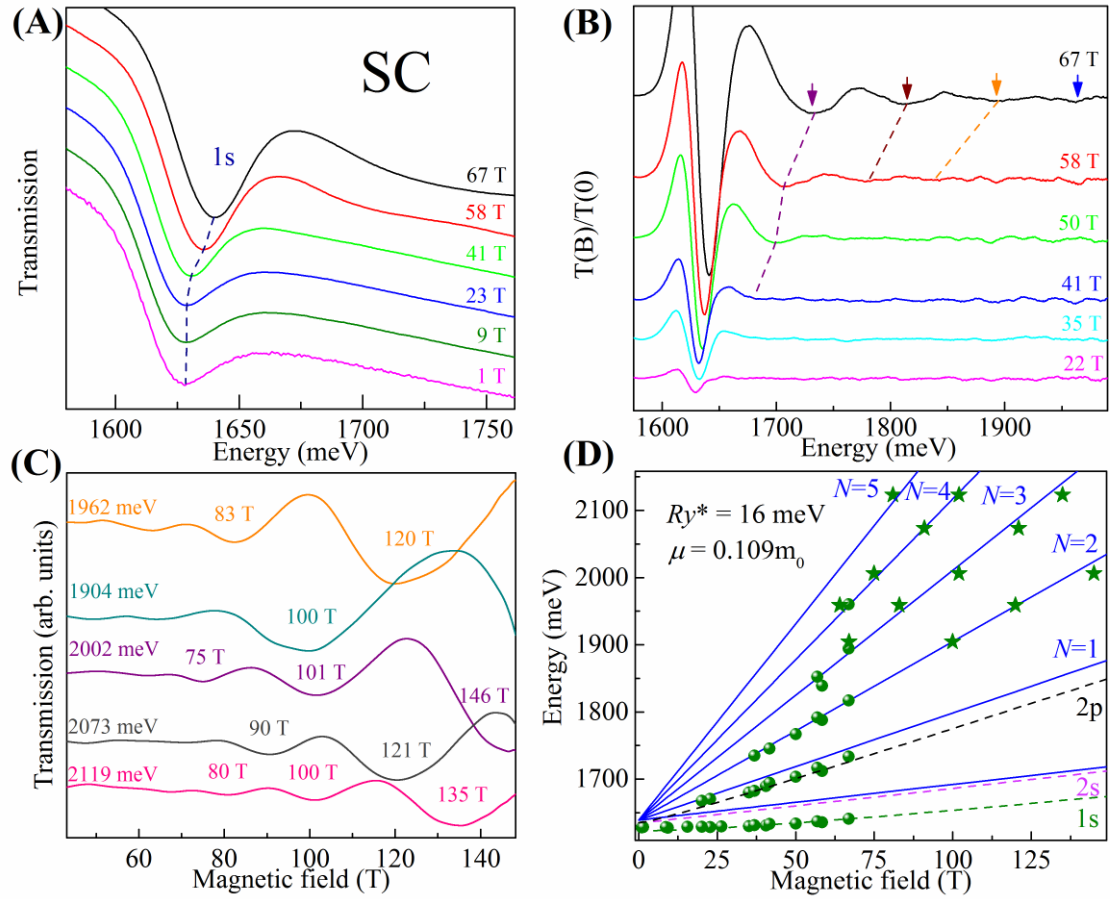 (A)
SC
1s
67 T
58 T
41 T
23 T
9 T
1 T
Transmission
1600
1650
1700
1750
Energy (meV)
(B)
67 T
58 T
50 T
41 T
35 T
22 T
T(B)/T(0)
1600
1700
1800
1900
Energy (meV)
(C)
1962 meV
83 T
120 T
1904 meV
100 T
2002 meV
75 T
101 T
146 T
2073 meV
90 T
121 T
2119 meV
80 T
100 T
135 T
Transmission (arb. units)
60
80
100
120
140
Magnetic field (T)
(D)
Ry* = 16 meV
μ = 0.109m₀
N=5
N=4
N=3
N=2
N=1
2p
2s
1s
2100
2000
1900
1800
1700
Energy (meV)
0
25
50
75
100
125
Magnetic field (T)